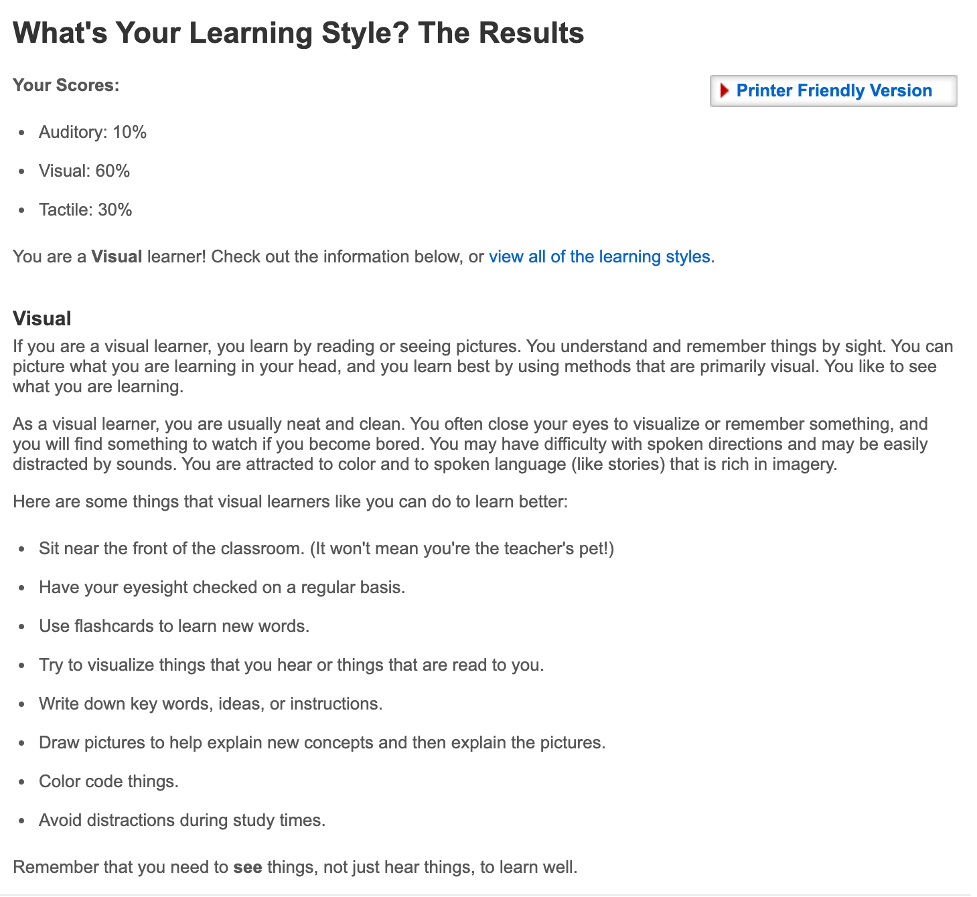 What's Your Learning Style? The Results
Your Scores:
Printer Friendly Version
• Auditory: 10%
• Visual: 60%
• Tactile: 30%
You are a Visual learner! Check out the information below, or view all of the learning styles.
Visual
If you are a visual learner, you learn by reading or seeing pictures. You understand and remember things by sight. You can
picture what you are learning in your head, and you learn best by using methods that are primarily visual. You like to see
what you are learning.
As a visual learner, you are usually neat and clean. You often close your eyes to visualize or remember something, and
you will find something to watch if you become bored. You may have difficulty with spoken directions and may be easily
distracted by sounds. You are attracted to color and to spoken language (like stories) that is rich in imagery.
Here are some things that visual learners like you can do to learn better:
• Sit near the front of the classroom. (It won't mean you're the teacher's pet!)
• Have your eyesight checked on a regular basis.
• Use flashcards to learn new words.
• Try to visualize things that you hear or things that are read to you.
• Write down key words, ideas, or instructions.
• Draw pictures to help explain new concepts and then explain the pictures.
• Color code things.
• Avoid distractions during study times.
Remember that you need to see things, not just hear things, to learn well.